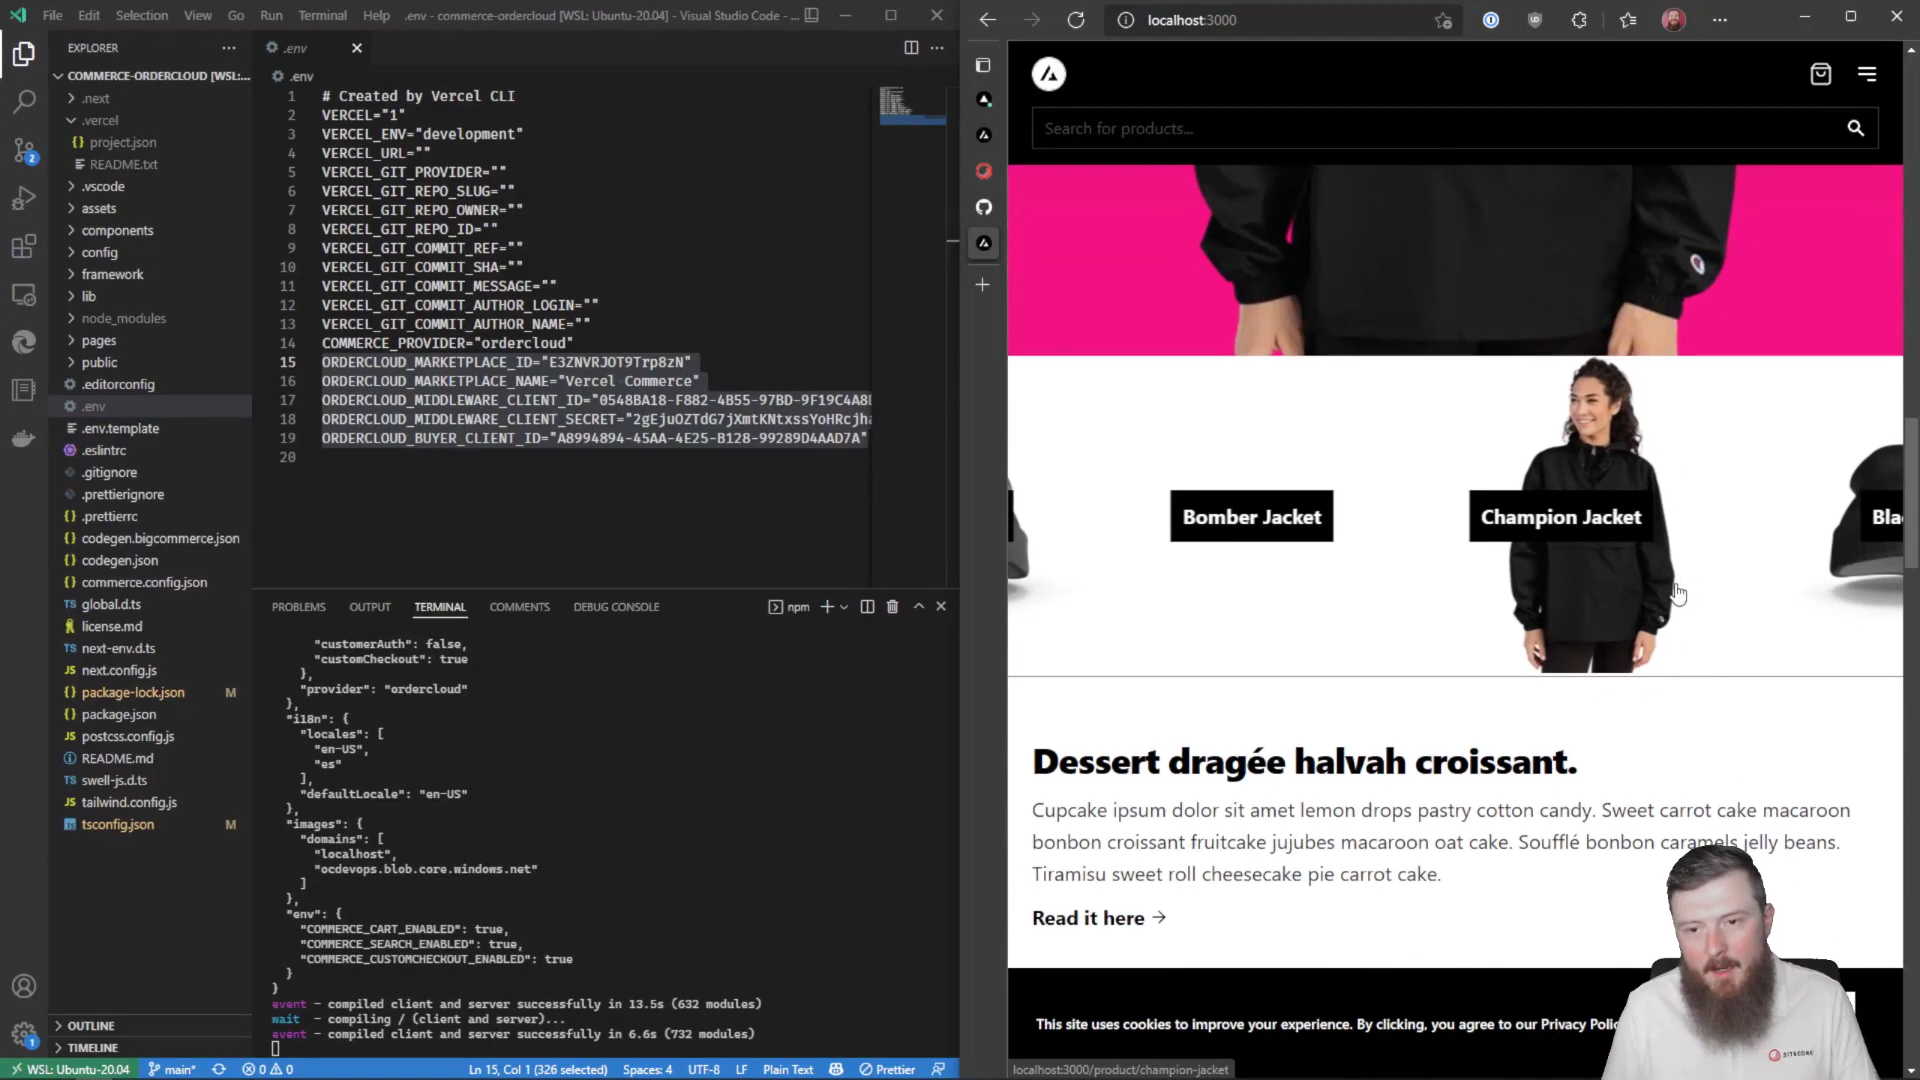 File Edit Selection View Go Run Terminal Help .env - commerce-ordercloud [WSL: Ubuntu-20.04] - Visual Studio Code - ...
EXPLORER
COMMERCE-ORDERCLOUD [WSL:...
.next
.vercel
project.json
README.txt
.vscode
assets
components
config
framework
lib
node_modules
pages
public
.editorconfig
.env
.env.template
.eslintrc
.gitignore
.prettierignore
.prettierrc
codegen.bigcommerce.json
codegen.json
commerce.config.json
TS global.d.ts
license.md
TS next-env.d.ts
JS next.config.js
package-lock.json M
package.json
JS postcss.config.js
README.md
TS swell-js.d.ts
JS tailwind.config.js
tsconfig.json M
OUTLINE
TIMELINE
2
1
.env
.env
1 # Created by Vercel CLI
2 VERCEL="1"
3 VERCEL_ENV="development"
4 VERCEL_URL=""
5 VERCEL_GIT_PROVIDER=""
6 VERCEL_GIT_REPO_SLUG=""
7 VERCEL_GIT_REPO_OWNER=""
8 VERCEL_GIT_REPO_ID=""
9 VERCEL_GIT_COMMIT_REF=""
10 VERCEL_GIT_COMMIT_SHA=""
11 VERCEL_GIT_COMMIT_MESSAGE=""
12 VERCEL_GIT_COMMIT_AUTHOR_LOGIN=""
13 VERCEL_GIT_COMMIT_AUTHOR_NAME=""
14 COMMERCE_PROVIDER="ordercloud"
15 ORDERCLOUD_MARKETPLACE_ID="E3ZNVRJOT9Trp8zN"
16 ORDERCLOUD_MARKETPLACE_NAME="Vercel Commerce"
17 ORDERCLOUD_MIDDLEWARE_CLIENT_ID="0548BA18-F882-4B55-97BD-9F19C4A8
18 ORDERCLOUD_MIDDLEWARE_CLIENT_SECRET="2gEjuOZTdG7jXmtKNtxssYoHRcjh
19 ORDERCLOUD_BUYER_CLIENT_ID="A8994894-45AA-4E25-B128-99289D4AAD7A"
20
PROBLEMS OUTPUT TERMINAL COMMENTS DEBUG CONSOLE npm
"customerAuth": false,
"customCheckout": true
},
"provider": "ordercloud"
},
"i18n": {
"locales": [
"en-US",
"es"
],
"defaultLocale": "en-US"
},
"images": {
"domains": [
"localhost",
"ocdevops.blob.core.windows.net"
]
},
"env": {
"COMMERCE_CART_ENABLED": true,
"COMMERCE_SEARCH_ENABLED": true,
"COMMERCE_CUSTOMCHECKOUT_ENABLED": true
}
}
event - compiled client and server successfully in 13.5s (632 modules)
wait - compiling / (client and server)...
event - compiled client and server successfully in 6.6s (732 modules)
WSL: Ubuntu-20.04 main* 0 0 Ln 15, Col 1 (326 selected) Spaces: 4 UTF-8 LF Plain Text Prettier
localhost:3000
Search for products...
Bomber Jacket
Champion Jacket
Bla
Dessert dragée halvah croissant.
Cupcake ipsum dolor sit amet lemon drops pastry cotton candy. Sweet carrot cake macaroon
bonbon croissant fruitcake jujubes macaroon oat cake. Soufflé bonbon caramels jelly beans.
Tiramisu sweet roll cheesecake pie carrot cake.
Read it here →
This site uses cookies to improve your experience. By clicking, you agree to our Privacy Polic
SITECORE
localhost:3000/product/champion-jacket